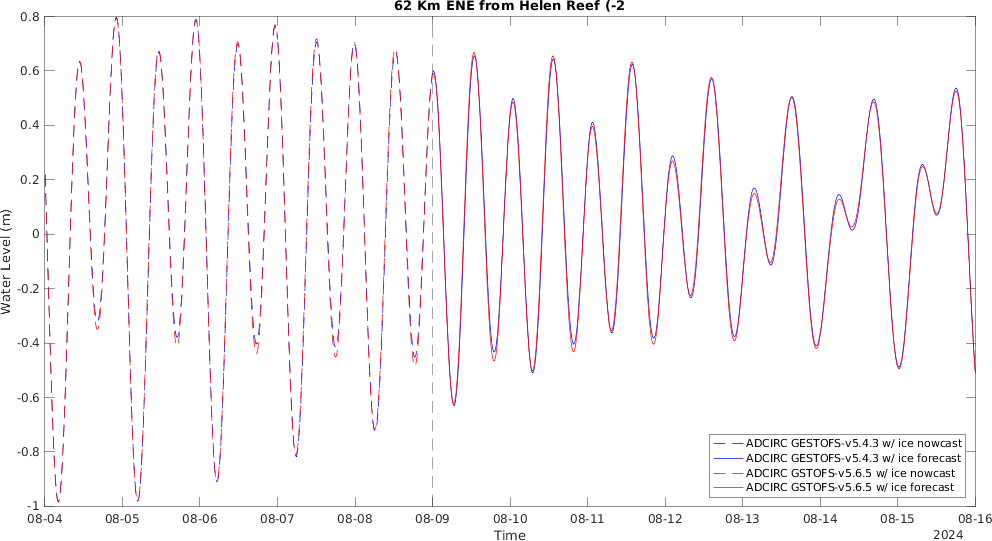 62 Km ENE from Helen Reef (-2
Water Level (m)
0.8
0.6
0.4
0.2
0
-0.2
-0.4
-0.6
-0.8
-1
ADCIRC GESTOFS-v5.4.3 w/ ice nowcast
ADCIRC GESTOFS-v5.4.3 w/ ice forecast
ADCIRC GSTOFS-v5.6.5 w/ ice nowcast
ADCIRC GSTOFS-v5.6.5 w/ ice forecast
08-04 08-05 08-06 08-07 08-08 08-09 08-10 08-11 08-12 08-13 08-14 08-15 08-16
Time
2024